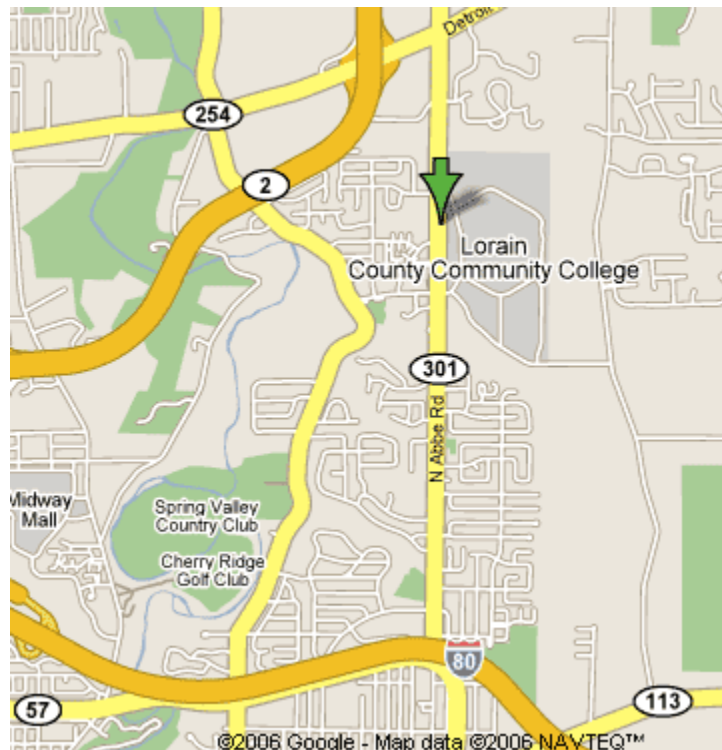 Detroit
254
2
Lorain
County Community College
301
N Abbe Rd
Midway
Mall
Spring Valley
Country Club
Cherry Ridge
Golf Club
80
113
57
©2006 Google - Map data ©2006 NAVTEQ™